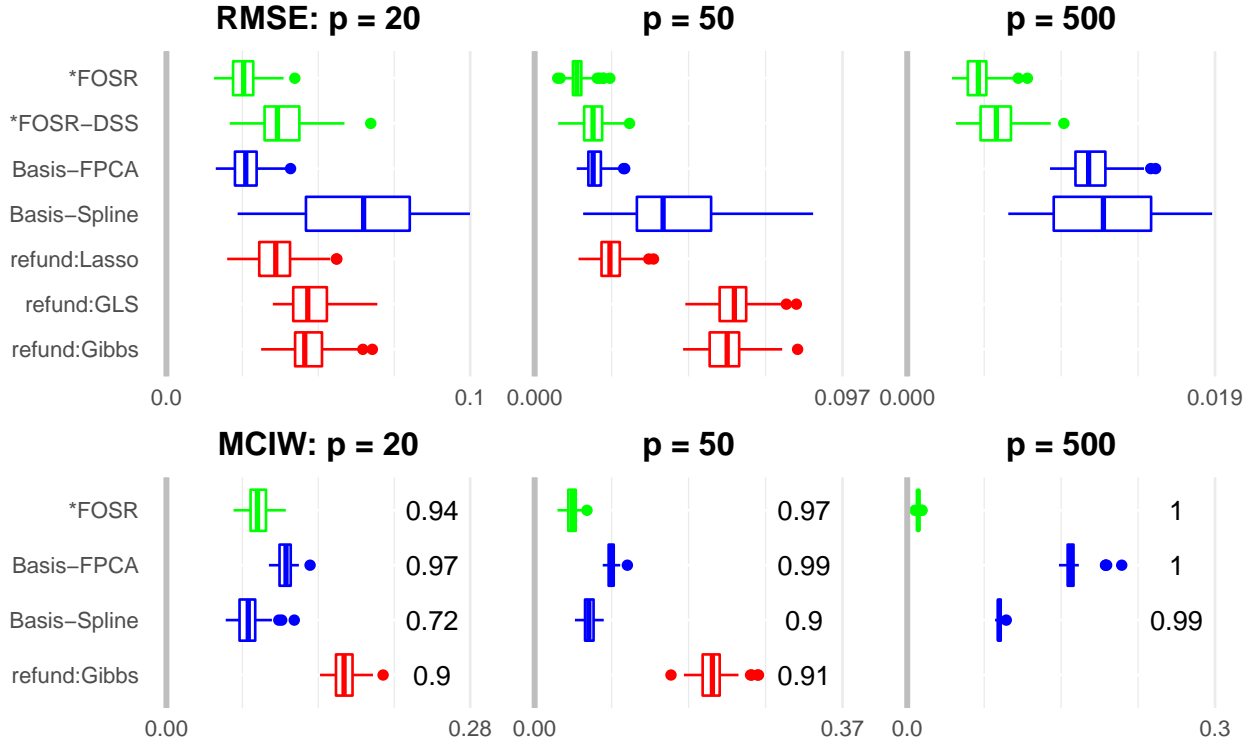 RMSE: p = 20 p = 50 p = 500
*FOSR
*FOSR−DSS
Basis−FPCA
Basis−Spline
refund:Lasso
refund:GLS
refund:Gibbs
0.0 0.1 0.000 0.097 0.000 0.019
MCIW: p = 20 p = 50 p = 500
*FOSR 0.94 0.97 1
Basis−FPCA 0.97 0.99 1
Basis−Spline 0.72 0.9 0.99
refund:Gibbs 0.9 0.91
0.00 0.28 0.00 0.37 0.0 0.3